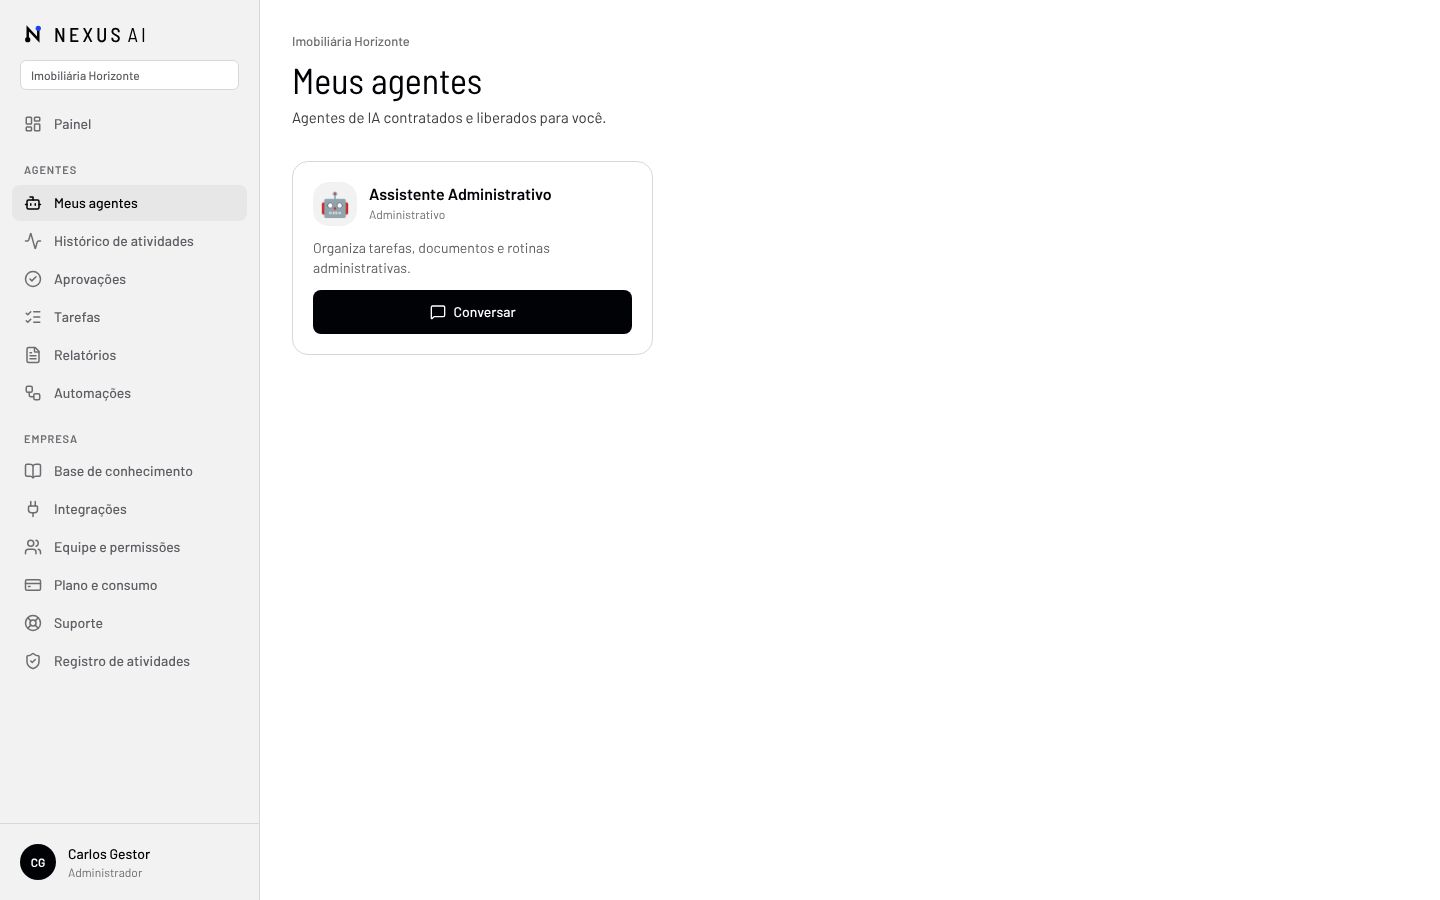 NEXUS AI
Imobiliária Horizonte
Painel
AGENTES
Meus agentes
Histórico de atividades
Aprovações
Tarefas
Relatórios
Automações
EMPRESA
Base de conhecimento
Integrações
Equipe e permissões
Plano e consumo
Suporte
Registro de atividades
CG
Carlos Gestor
Administrador
Imobiliária Horizonte
Meus agentes
Agentes de IA contratados e liberados para você.
Assistente Administrativo
Administrativo
Organiza tarefas, documentos e rotinas
administrativas.
Conversar